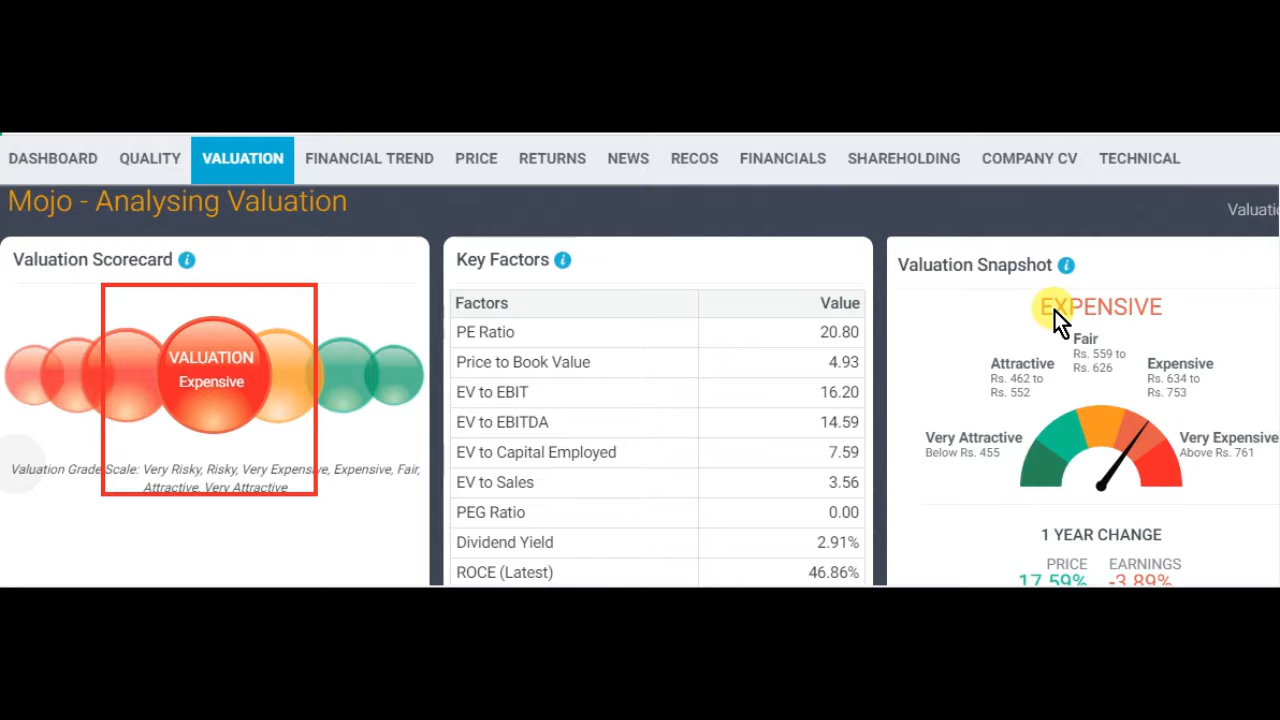 DASHBOARD QUALITY VALUATION FINANCIAL TREND PRICE RETURNS NEWS RECOS FINANCIALS SHAREHOLDING COMPANY CV TECHNICAL
Mojo - Analysing Valuation
Valuation Scorecard
VALUATION
Expensive
Valuation Grade Scale: Very Risky, Risky, Very Expensive, Expensive, Fair,
Attractive, Very Attractive
Key Factors
Factors Value
PE Ratio 20.80
Price to Book Value 4.93
EV to EBIT 16.20
EV to EBITDA 14.59
EV to Capital Employed 7.59
EV to Sales 3.56
PEG Ratio 0.00
Dividend Yield 2.91%
ROCE (Latest) 46.86%
Valuation Snapshot
EXPENSIVE
Fair
Rs. 559 to
Rs. 626
Attractive
Rs. 462 to
Rs. 552
Expensive
Rs. 634 to
Rs. 753
Very Attractive
Below Rs. 455
Very Expensive
Above Rs. 761
1 YEAR CHANGE
PRICE EARNINGS
17.59% -3.89%